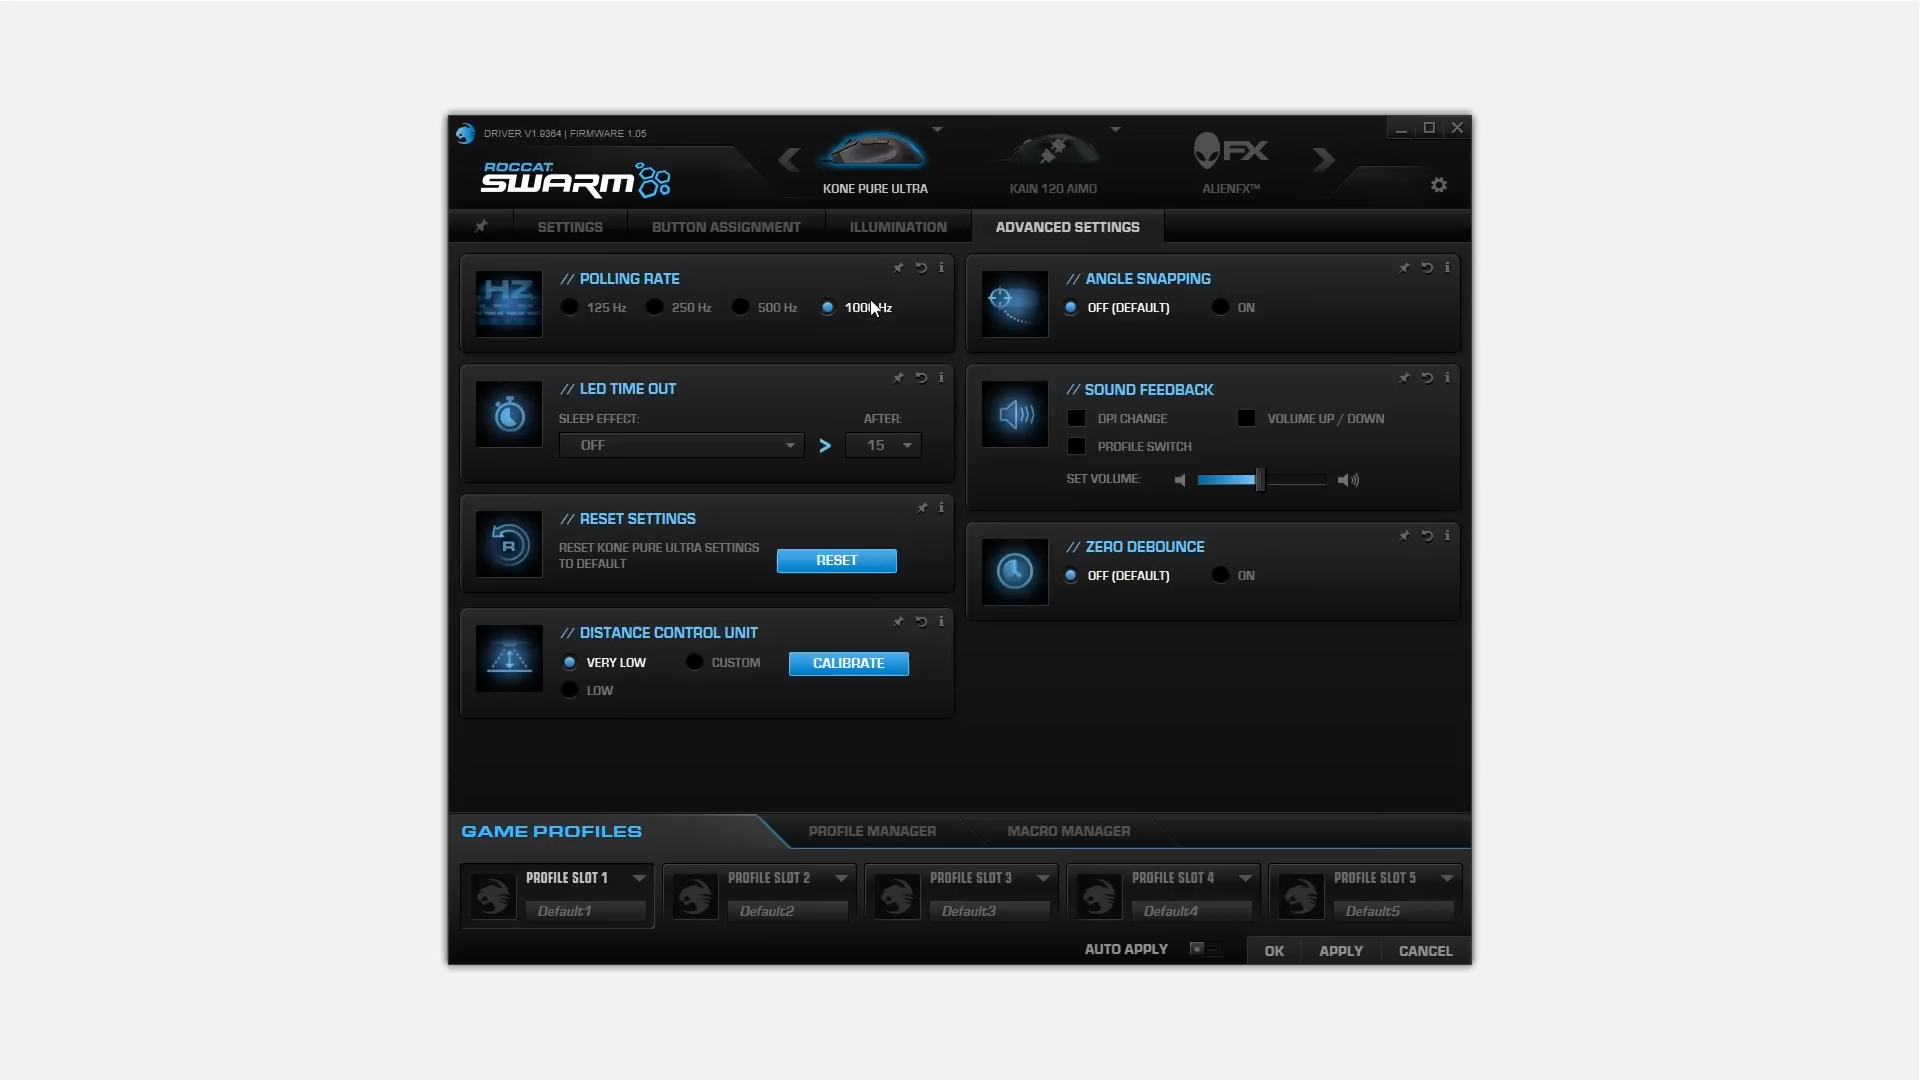 DRIVER V1.9364 | FIRMWARE 1.05
ROCCAT
SWARM
KONE PURE ULTRA
KAIN 120 AIMO
FX
ALIENFX™
SETTINGS
BUTTON ASSIGNMENT
ILLUMINATION
ADVANCED SETTINGS
HZ
// POLLING RATE
125 Hz
250 Hz
500 Hz
1000 Hz
// LED TIME OUT
SLEEP EFFECT:
AFTER:
OFF
>
15
R
// RESET SETTINGS
RESET KONE PURE ULTRA SETTINGS
TO DEFAULT
RESET
// DISTANCE CONTROL UNIT
VERY LOW
CUSTOM
CALIBRATE
LOW
// ANGLE SNAPPING
OFF (DEFAULT)
ON
// SOUND FEEDBACK
DPI CHANGE
VOLUME UP / DOWN
PROFILE SWITCH
SET VOLUME:
// ZERO DEBOUNCE
OFF (DEFAULT)
ON
GAME PROFILES
PROFILE MANAGER
MACRO MANAGER
PROFILE SLOT 1
Default1
PROFILE SLOT 2
Default2
PROFILE SLOT 3
Default3
PROFILE SLOT 4
Default4
PROFILE SLOT 5
Default5
AUTO APPLY
OK
APPLY
CANCEL